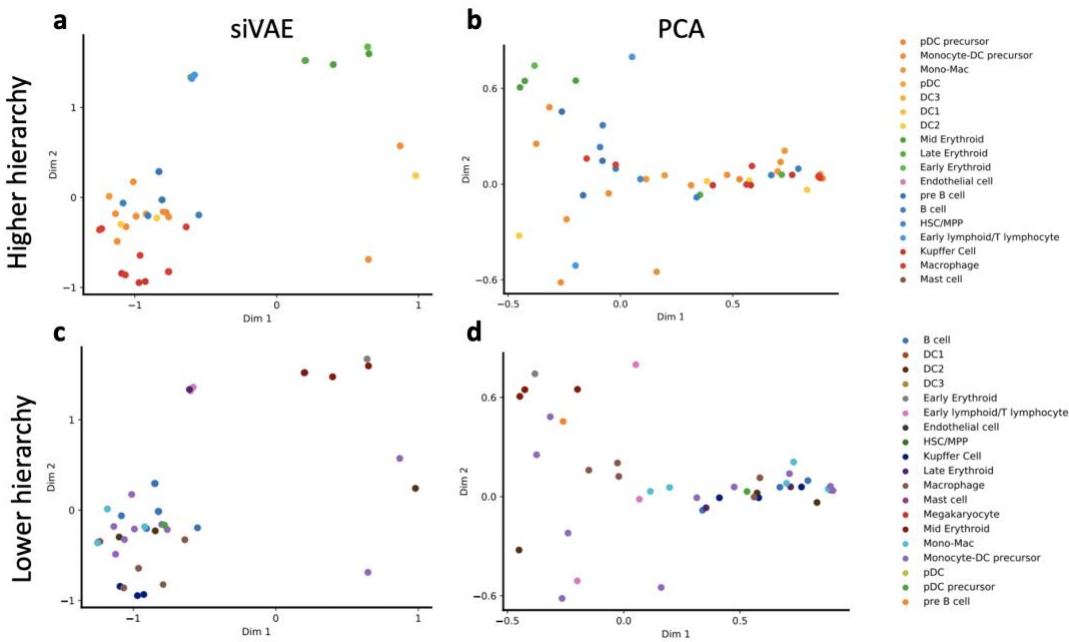 a
siVAE
b
PCA
Higher hierarchy
Dim 2
1
0
−1
−1
0
1
Dim 1
Dim 2
0.6
0.0
−0.6
−0.5
0.0
0.5
Dim 1
pDC precursor
Monocyte-DC precursor
Mono-Mac
pDC
DC3
DC1
DC2
Mid Erythroid
Late Erythroid
Early Erythroid
Endothelial cell
pre B cell
B cell
HSC/MPP
Early lymphoid/T lymphocyte
Kupffer Cell
Macrophage
Mast cell
c
d
Lower hierarchy
Dim 2
1
0
−1
−1
0
1
Dim 1
Dim 2
0.6
0.0
−0.6
−0.5
0.0
0.5
Dim 1
B cell
DC1
DC2
DC3
Early Erythroid
Early lymphoid/T lymphocyte
Endothelial cell
HSC/MPP
Kupffer Cell
Late Erythroid
Macrophage
Mast cell
Megakaryocyte
Mid Erythroid
Mono-Mac
Monocyte-DC precursor
pDC
pDC precursor
pre B cell